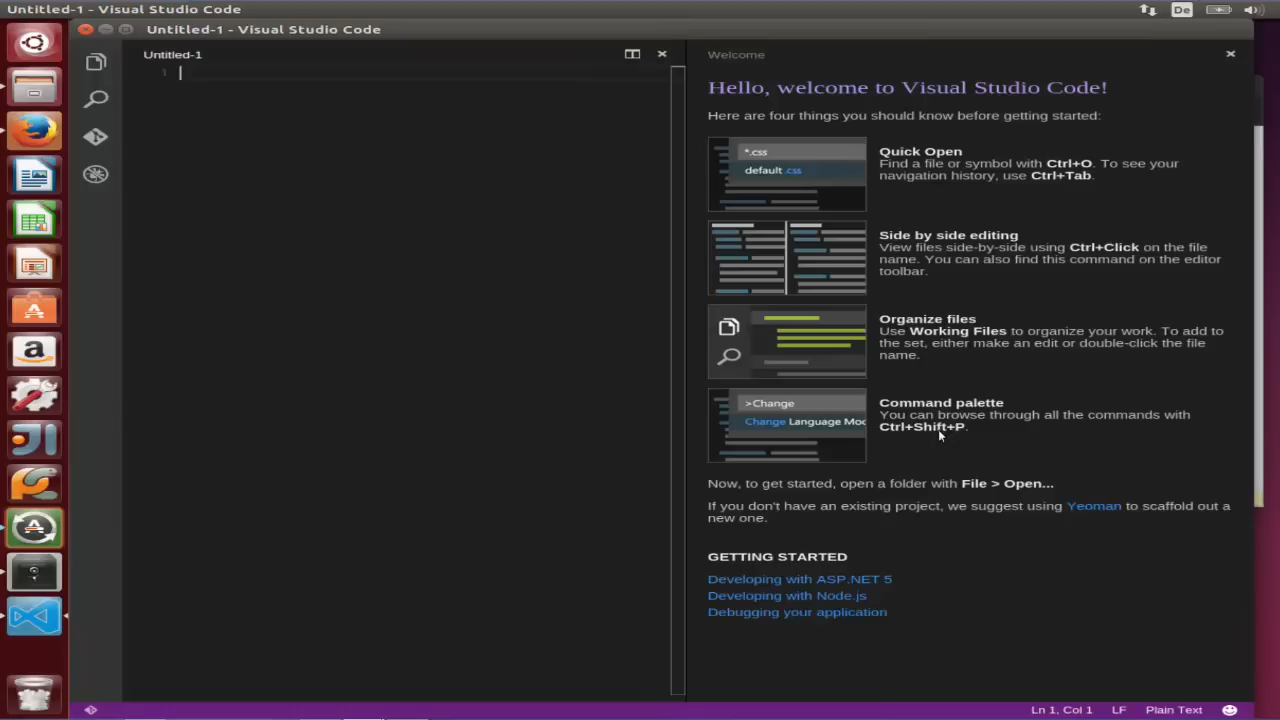 Untitled-1 - Visual Studio Code
De
Untitled-1 - Visual Studio Code
Untitled-1
1
Welcome
Hello, welcome to Visual Studio Code!
Here are four things you should know before getting started:
*.css
default .css
Quick Open
Find a file or symbol with Ctrl+O. To see your
navigation history, use Ctrl+Tab.
Side by side editing
View files side-by-side using Ctrl+Click on the file
name. You can also find this command on the editor
toolbar.
Organize files
Use Working Files to organize your work. To add to
the set, either make an edit or double-click the file
name.
>Change
Change Language Moc
Command palette
You can browse through all the commands with
Ctrl+Shift+P.
Now, to get started, open a folder with File > Open...
If you don't have an existing project, we suggest using Yeoman to scaffold out a
new one.
GETTING STARTED
Developing with ASP.NET 5
Developing with Node.js
Debugging your application
Ln 1, Col 1
LF
Plain Text